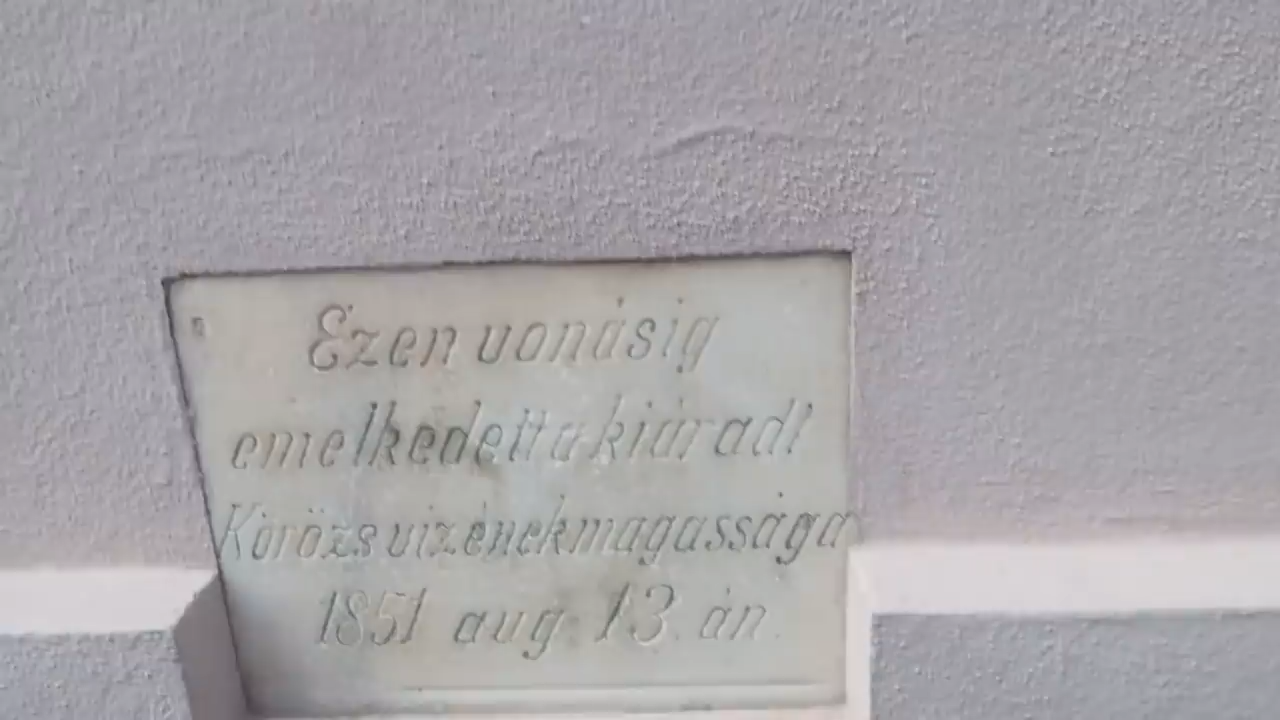 Ezen vonásig
emelkedett a kiáradt
Körözs vizének magassága
1851 aug. 13. án.